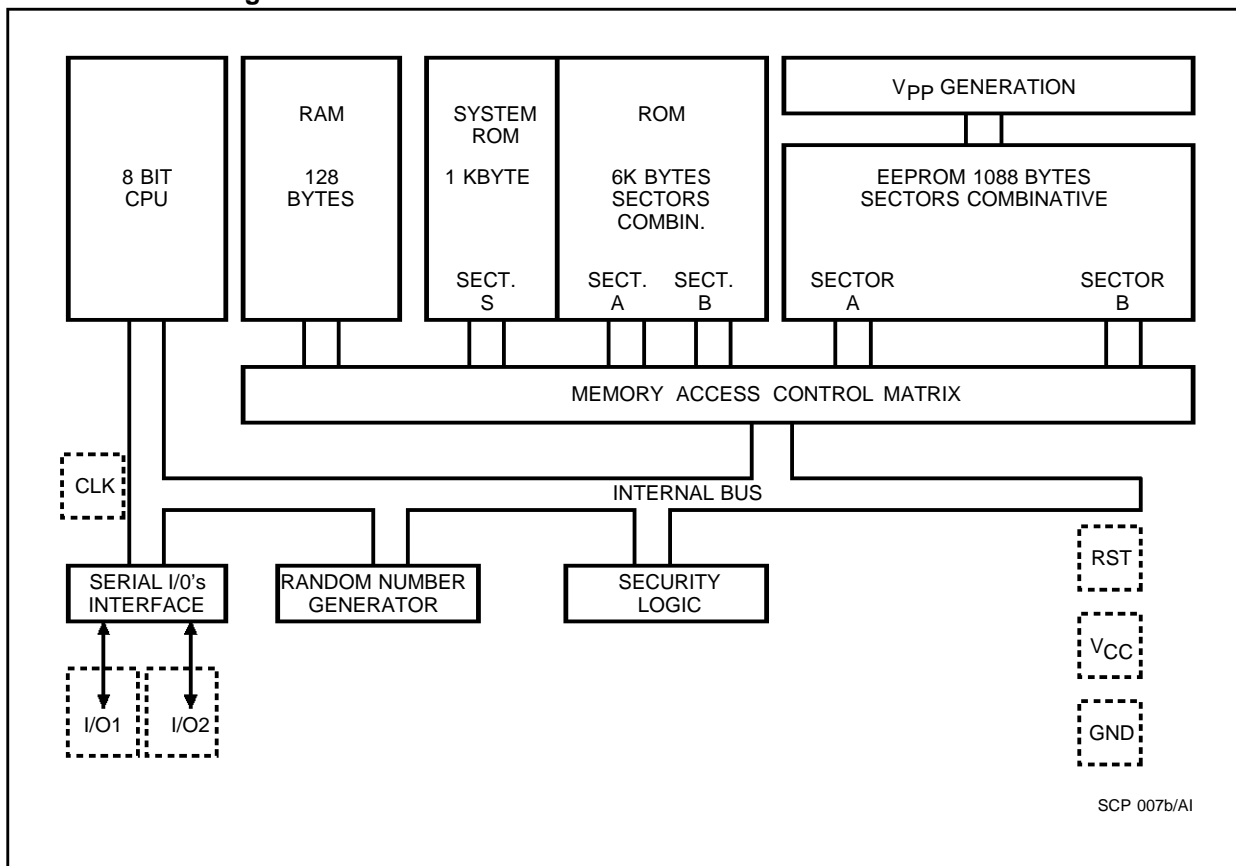 8 BIT
CPU
RAM
128
BYTES
SYSTEM
ROM
1 KBYTE
SECT.
S
ROM
6K BYTES
SECTORS
COMBIN.
SECT.
A
SECT.
B
VPP GENERATION
EEPROM 1088 BYTES
SECTORS COMBINATIVE
SECTOR
A
SECTOR
B
MEMORY ACCESS CONTROL MATRIX
CLK
INTERNAL BUS
SERIAL I/0's
INTERFACE
RANDOM NUMBER
GENERATOR
SECURITY
LOGIC
RST
VCC
GND
I/O1
I/O2
SCP 007b/AI